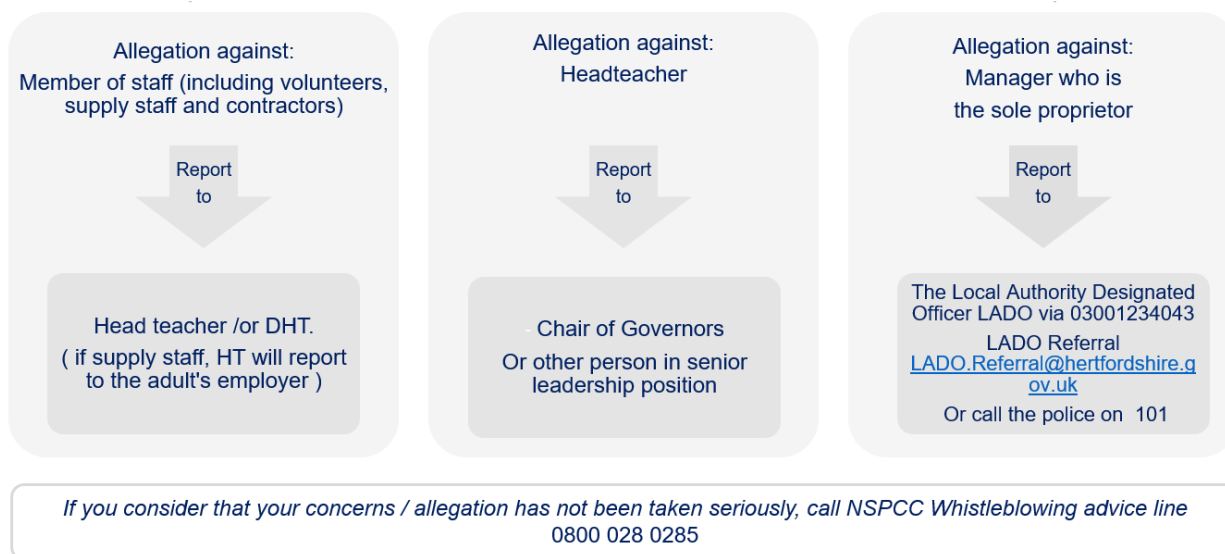 Allegation against:
Member of staff (including volunteers,
supply staff and contractors)
Report
to
Head teacher /or DHT.
( if supply staff, HT will report
to the adult's employer )
Allegation against:
Headteacher
Report
to
- Chair of Governors
Or other person in senior
leadership position
Allegation against:
Manager who is
the sole proprietor
Report
to
The Local Authority Designated
Officer LADO via 03001234043
LADO Referral
LADO.Referral@hertfordshire.g
ov.uk
Or call the police on 101
If you consider that your concerns / allegation has not been taken seriously, call NSPCC Whistleblowing advice line
0800 028 0285